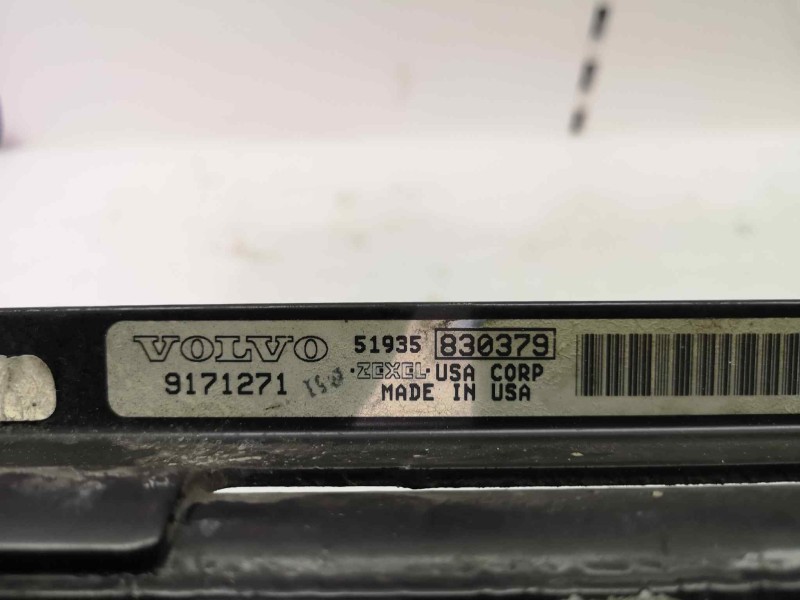 VOLVO 51935 830379
9171271 ·ZEXEL· USA CORP
MADE IN USA